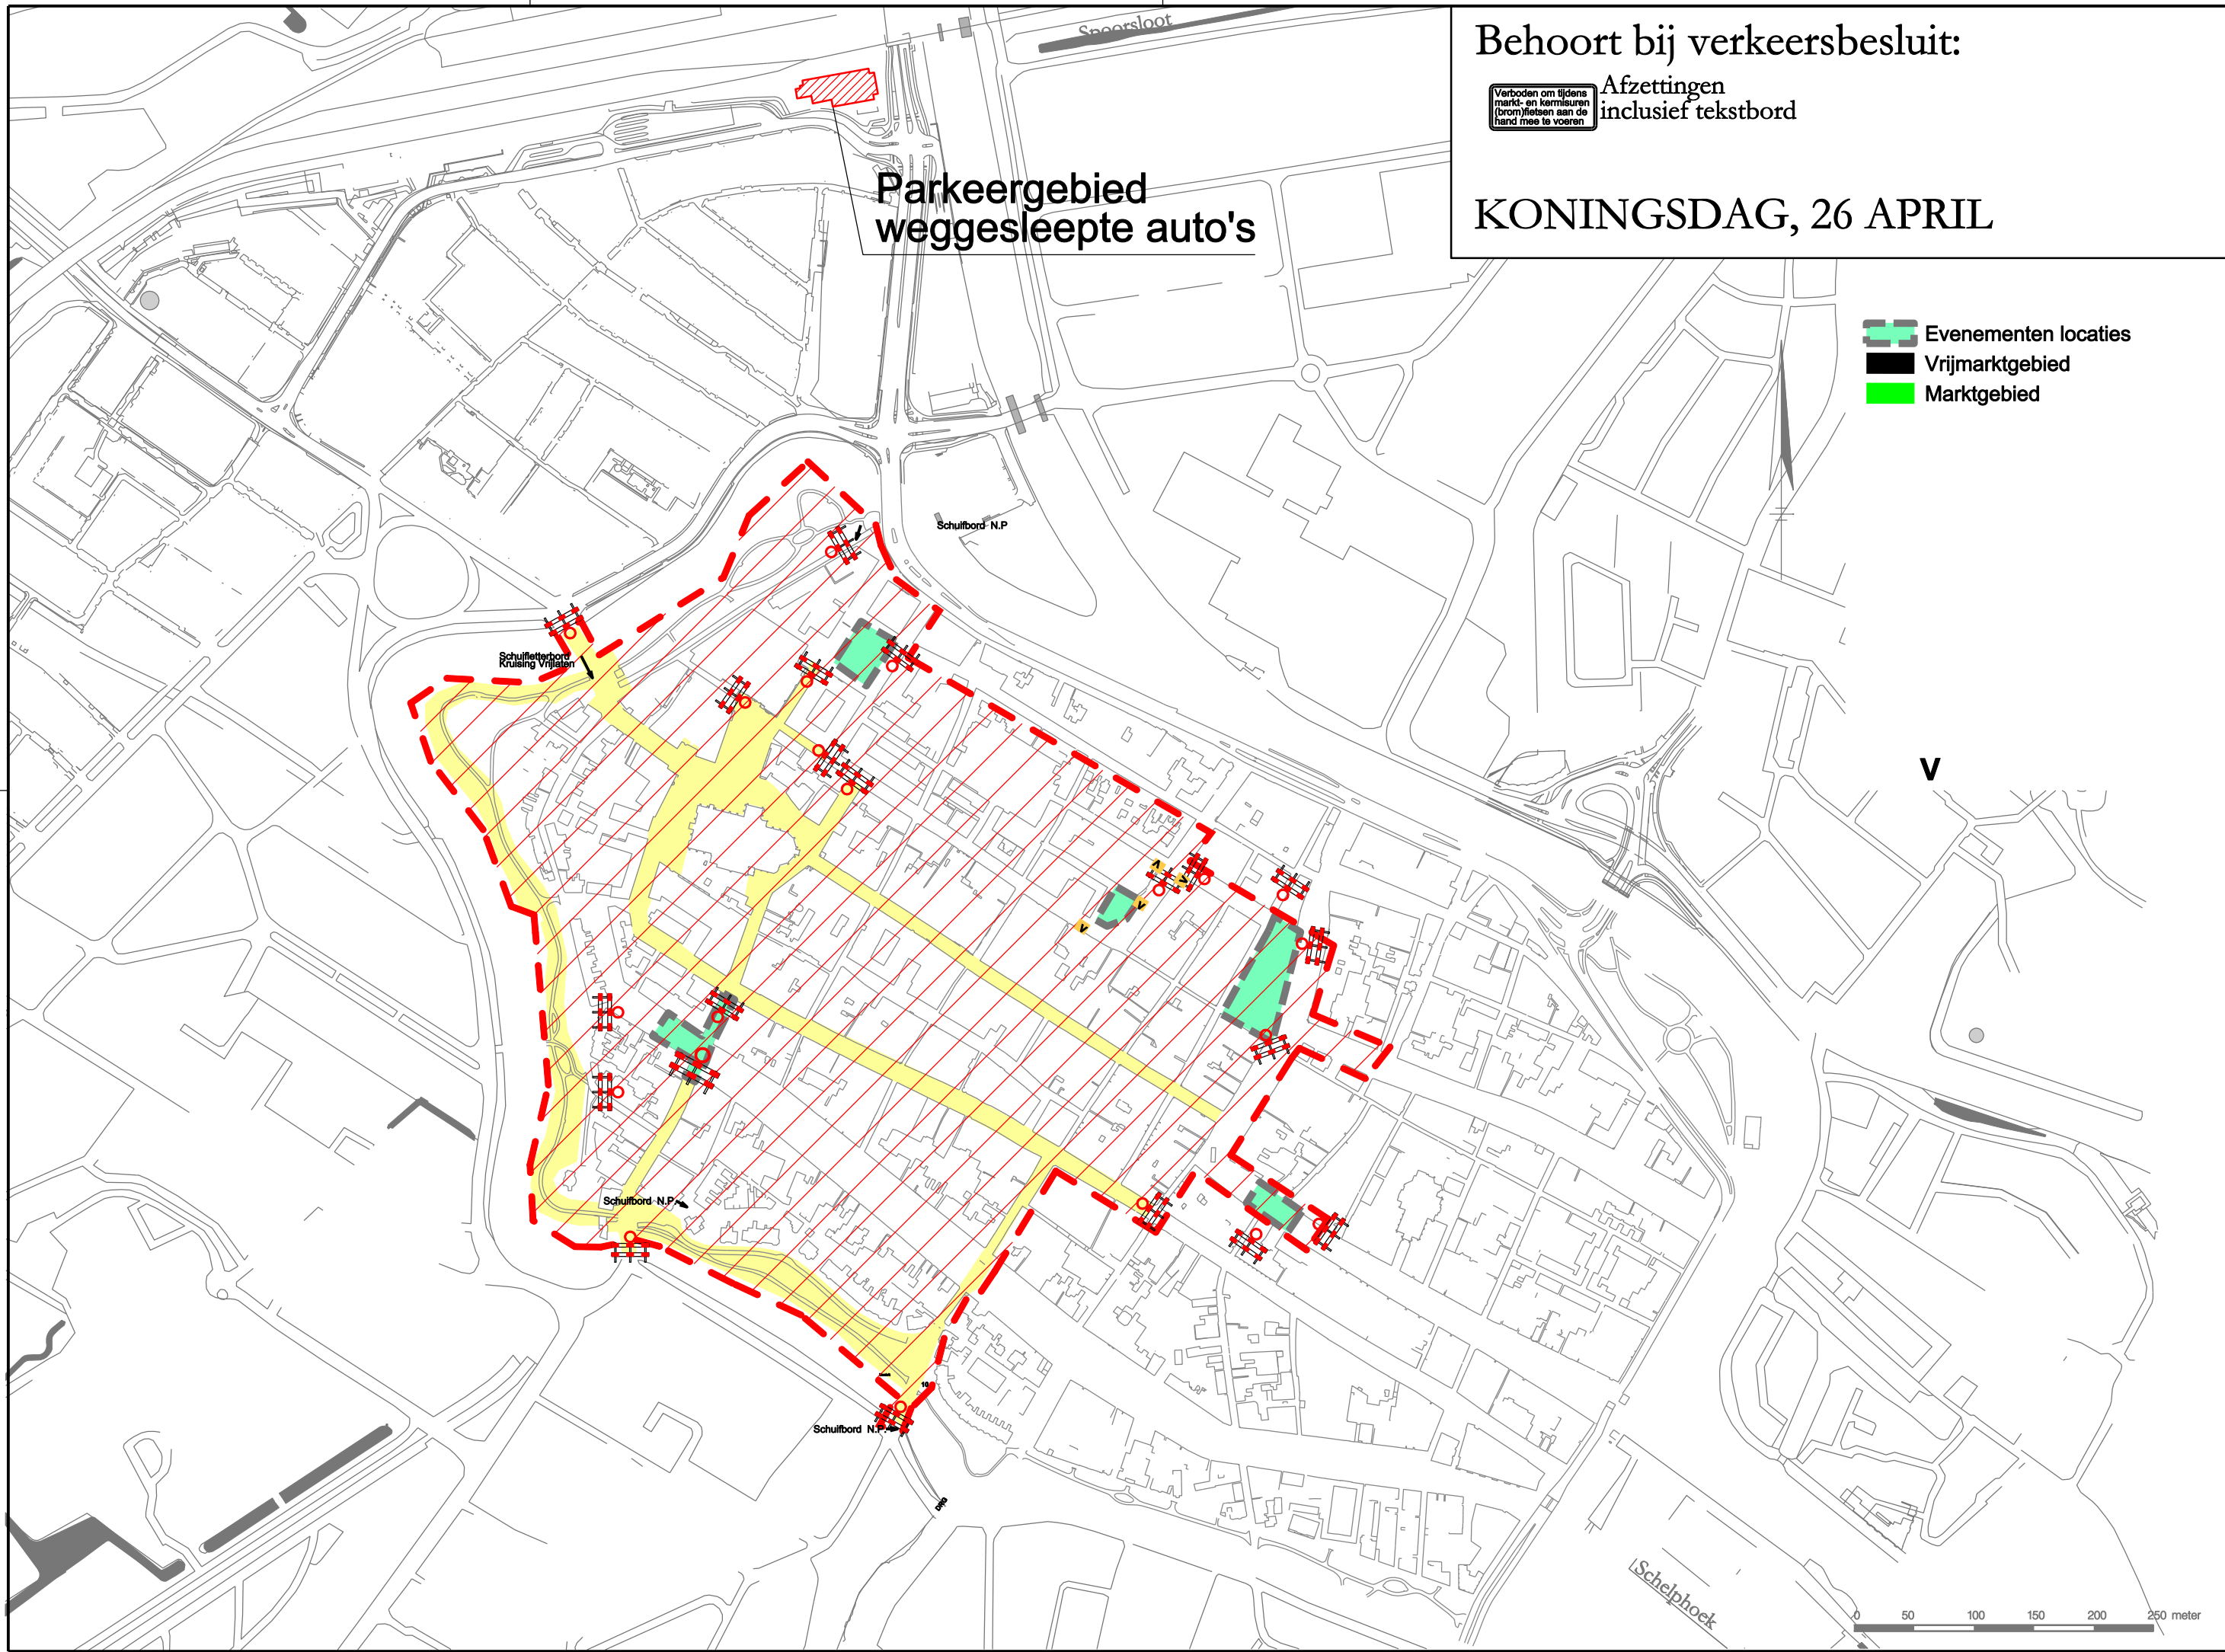 Spoorsloot
Behoort bij verkeersbesluit:
Verboden om tijdens
markt- en kermisuren
(brom)fietsen aan de
hand mee te voeren
Afzettingen
inclusief tekstbord
KONINGSDAG, 26 APRIL
Parkeergebied
weggesleepte auto's
Evenementen locaties
Vrijmarktgebied
Marktgebied
Schuifbord N.P
Schuifletterbord
Kruising Vrijlaten
V
V
V
V
V
Schuifbord N.P.
10
Schuifbord N.P.
DRG
Schelphoek
0 50 100 150 200 250 meter